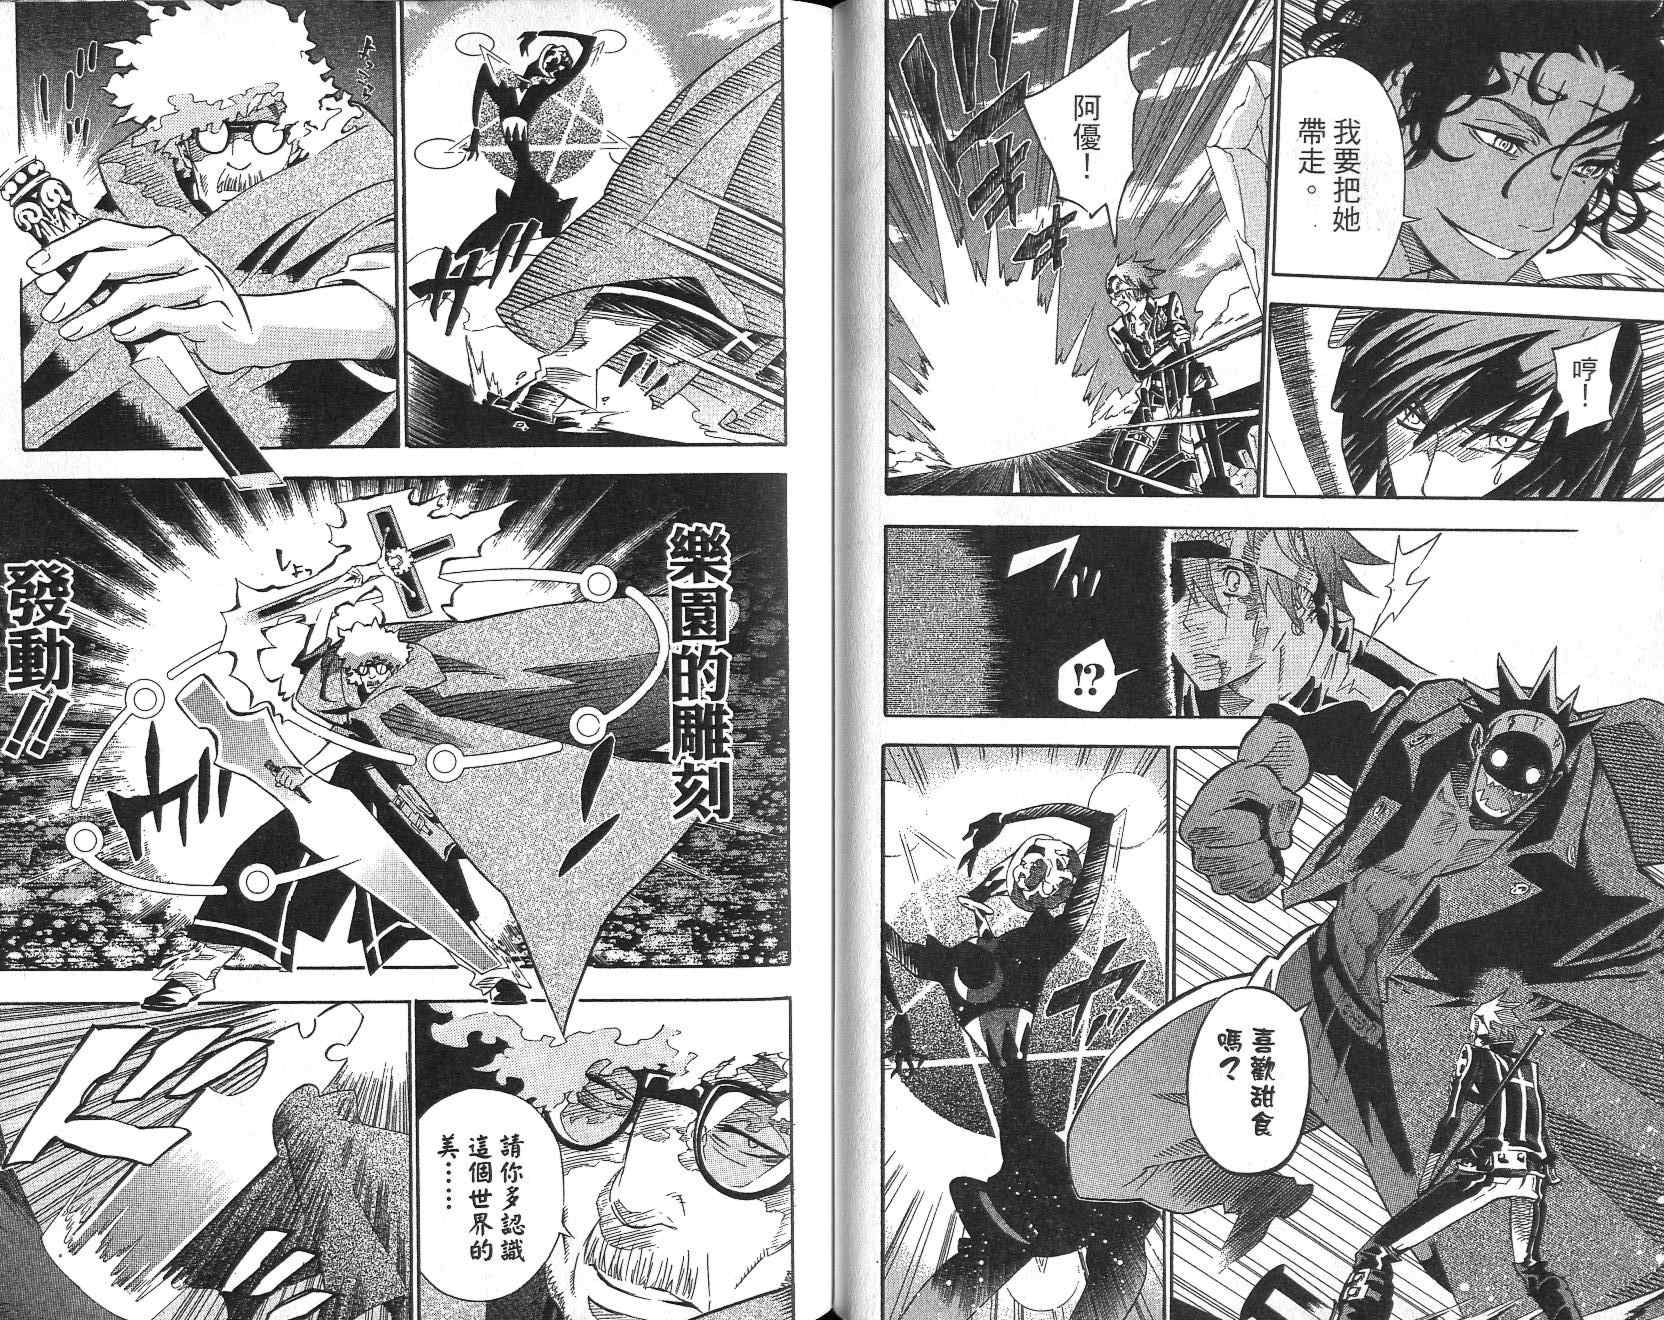 我要把她
帶走。
哼！
阿優！
!?
喜歡甜食
嗎？
樂園的雕刻
發動!!
請你多認識
這個世界的
美……